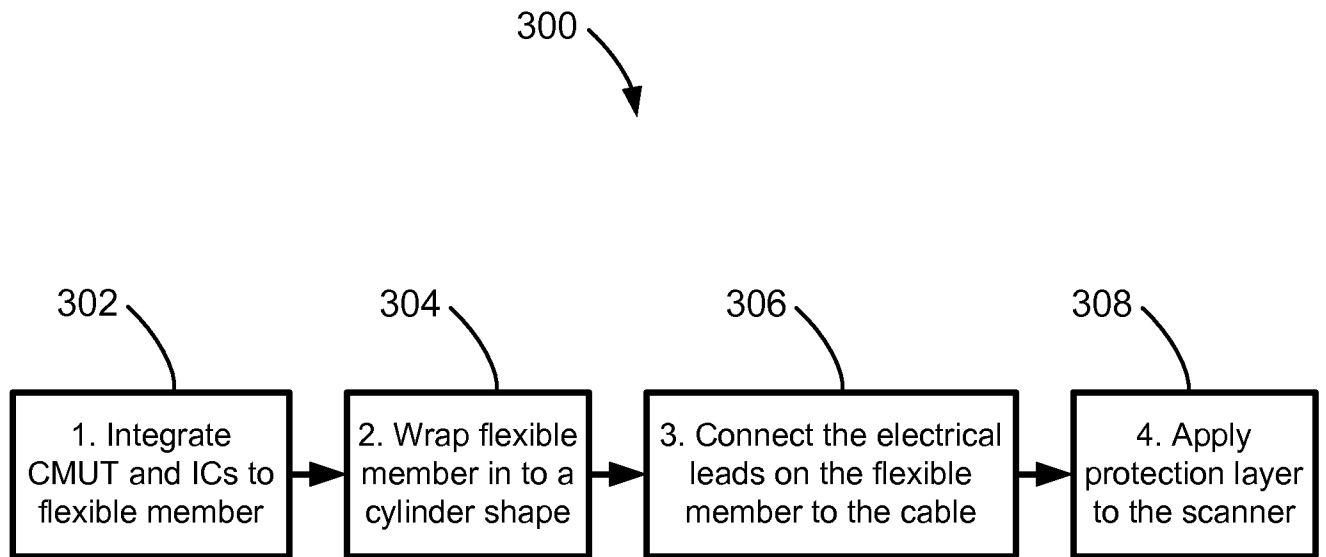 300
302
304
306
308
1. Integrate
CMUT and ICs to
flexible member
2. Wrap flexible
member in to a
cylinder shape
3. Connect the electrical
leads on the flexible
member to the cable
4. Apply
protection layer
to the scanner